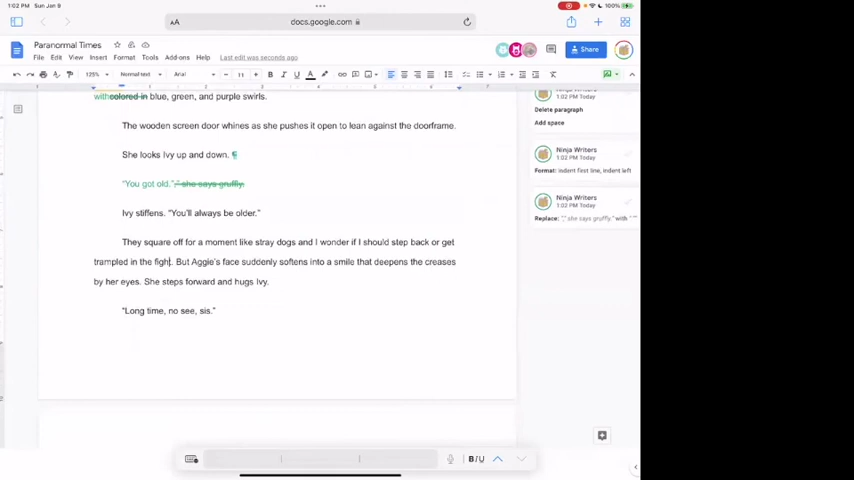 1:02 PM Sun Jan 9
100%
AA
docs.google.com
Paranormal Times
File Edit View Insert Format Tools Add-ons Help Last edit was seconds ago
Share
125% Normal text Arial 11 B I U A
withcolored in blue, green, and purple swirls.
The wooden screen door whines as she pushes it open to lean against the doorframe.
She looks Ivy up and down. ¶
“You got old.”,” she says gruffly.
Ivy stiffens. “You’ll always be older.”
They square off for a moment like stray dogs and I wonder if I should step back or get
trampled in the fight. But Aggie’s face suddenly softens into a smile that deepens the creases
by her eyes. She steps forward and hugs Ivy.
“Long time, no see, sis.”
Ninja Writers
1:02 PM Today
Delete paragraph
Add space
Ninja Writers
1:02 PM Today
Format: indent first line, indent left
Ninja Writers
1:02 PM Today
Replace: “,” she says gruffly.” with “
B I U